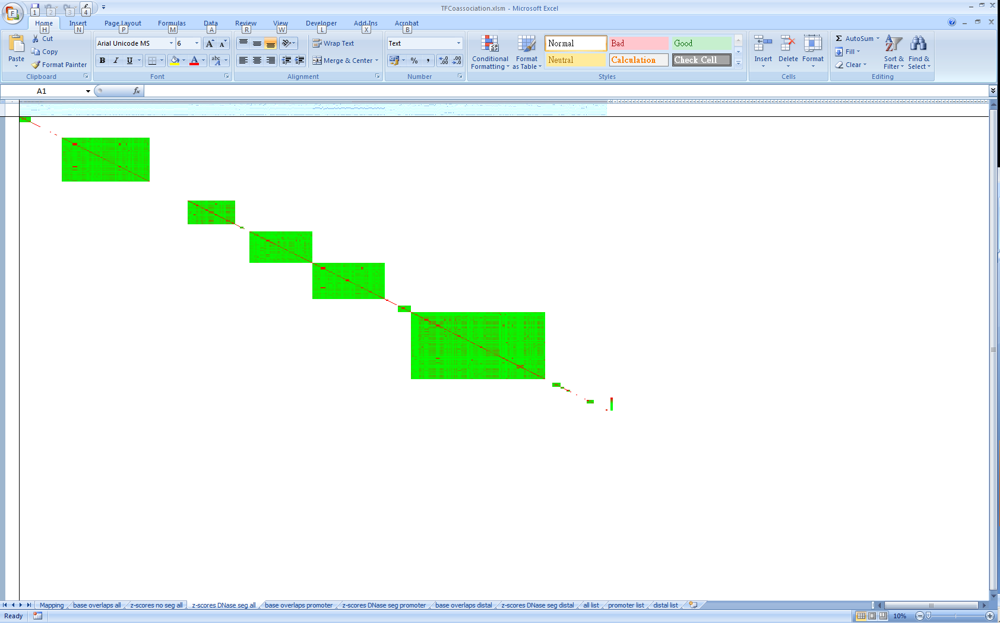 TFCoassociation.xlsm - Microsoft Excel
F 1 2 3 4
Home Insert Page Layout Formulas Data Review View Developer Add-Ins Acrobat
H N P M A R W L X B
Paste
Cut
Copy
Format Painter
Clipboard
Arial Unicode MS 6 A A
B I U A abc
Font
Wrap Text
Merge & Center
Alignment
Text
% , .00 .00
Number
Conditional Formatting
Format as Table
Normal Bad Good
Neutral Calculation Check Cell
Styles
Insert Delete Format
Cells
Σ AutoSum
Fill
Clear
Sort & Filter
Find & Select
Editing
A1 fx
Mapping base overlaps all z-scores no seg all z-scores DNase seg all base overlaps promoter z-scores DNase seg promoter base overlaps distal z-scores DNase seg distal all list promoter list distal list
Ready 10%